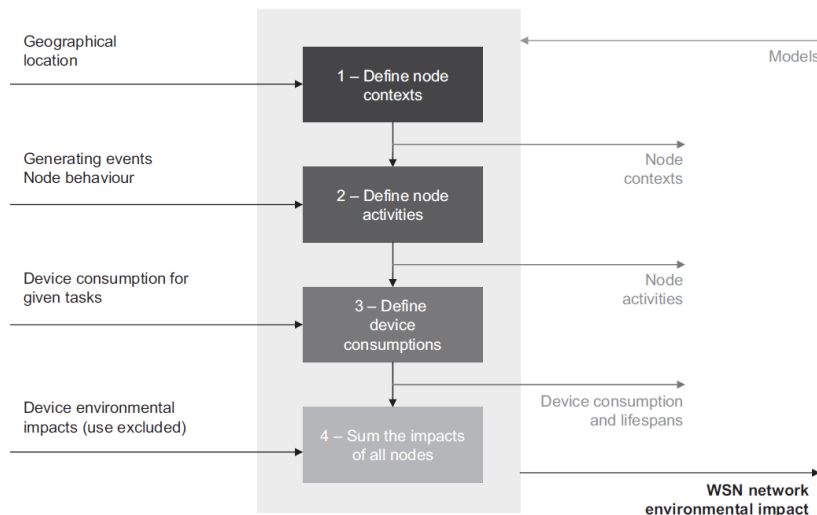 Geographical
location
Models
1 – Define node
contexts
Generating events
Node behaviour
Node
contexts
2 – Define node
activities
Device consumption for
given tasks
Node
activities
3 – Define
device
consumptions
Device environmental
impacts (use excluded)
Device consumption
and lifespans
4 – Sum the impacts
of all nodes
WSN network
environmental impact